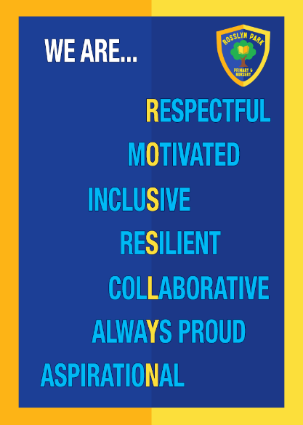 WE ARE...
ROSSLYN PARK
PRIMARY &
NURSERY
RESPECTFUL
MOTIVATED
INCLUSIVE
RESILIENT
COLLABORATIVE
ALWAYS PROUD
ASPIRATIONAL